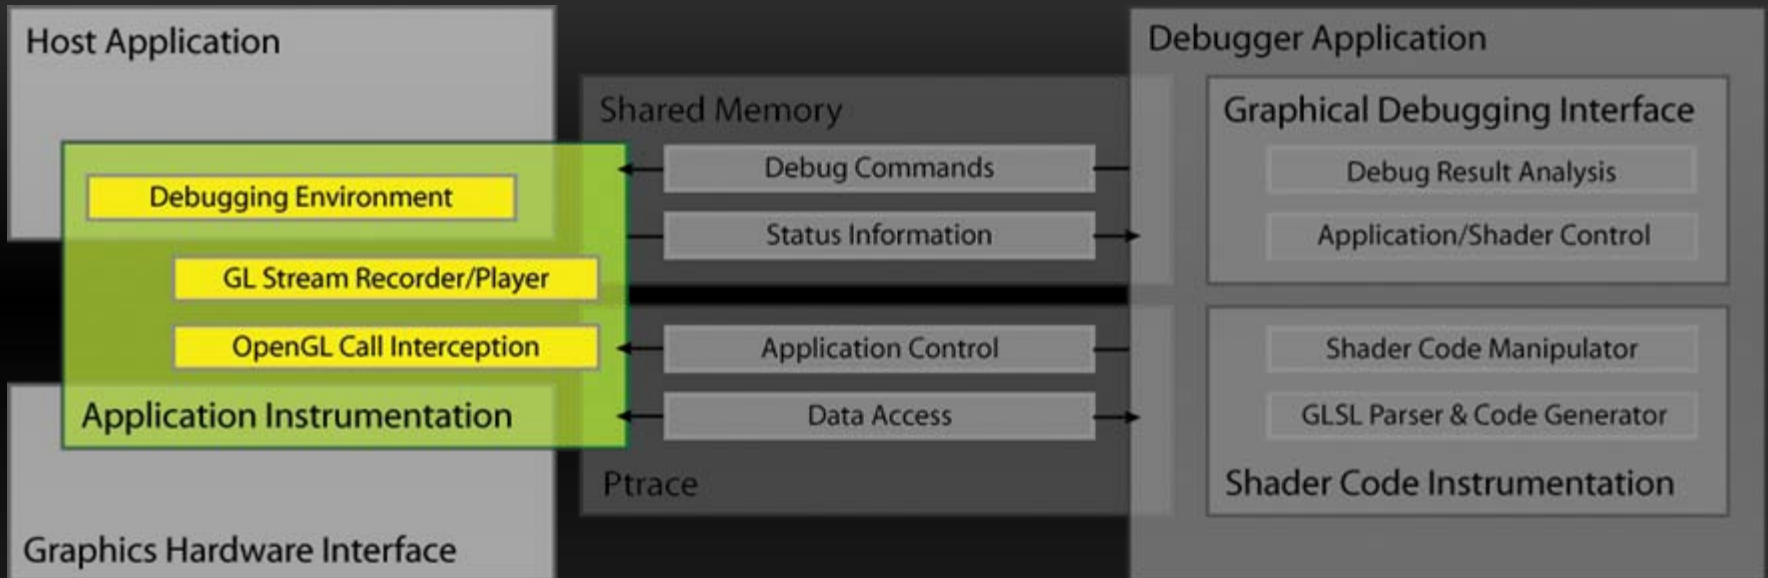 Host Application
Debugging Environment
GL Stream Recorder/Player
OpenGL Call Interception
Application Instrumentation
Graphics Hardware Interface
Shared Memory
Debug Commands
Status Information
Application Control
Data Access
Ptrace
Debugger Application
Graphical Debugging Interface
Debug Result Analysis
Application/Shader Control
Shader Code Manipulator
GLSL Parser & Code Generator
Shader Code Instrumentation